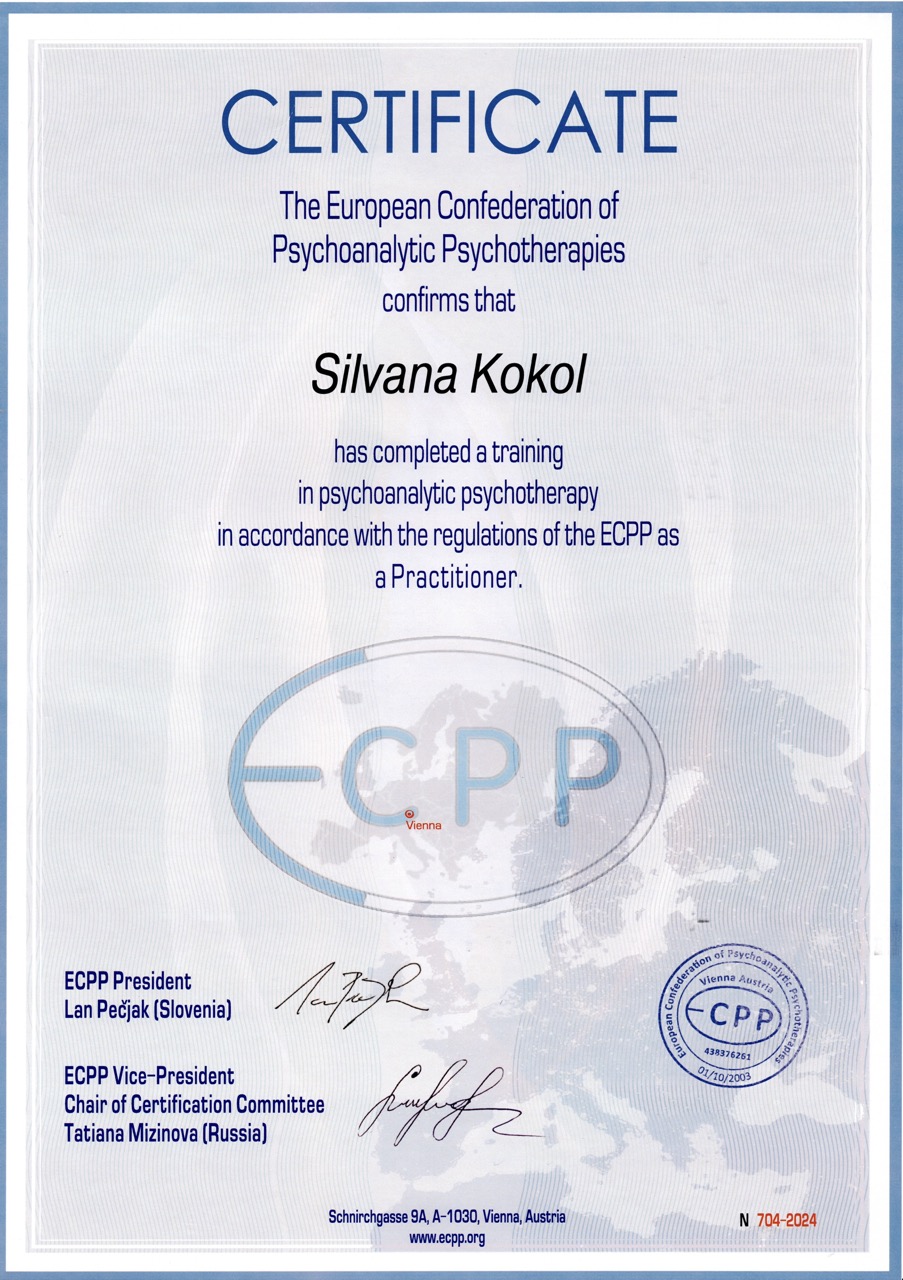 CERTIFICATE
The European Confederation of
Psychoanalytic Psychotherapies
confirms that
Silvana Kokol
has completed a training
in psychoanalytic psychotherapy
in accordance with the regulations of the ECPP as
a Practitioner.
ECPP
Vienna
ECPP President
Lan Pečjak (Slovenia)
ECPP Vice-President
Chair of Certification Committee
Tatiana Mizinova (Russia)
European Confederation of Psychoanalytic Psychotherapies
Vienna Austria
ECPP
438376261
01/10/2003
Schnirchgasse 9A, A-1030, Vienna, Austria
www.ecpp.org
N 704-2024